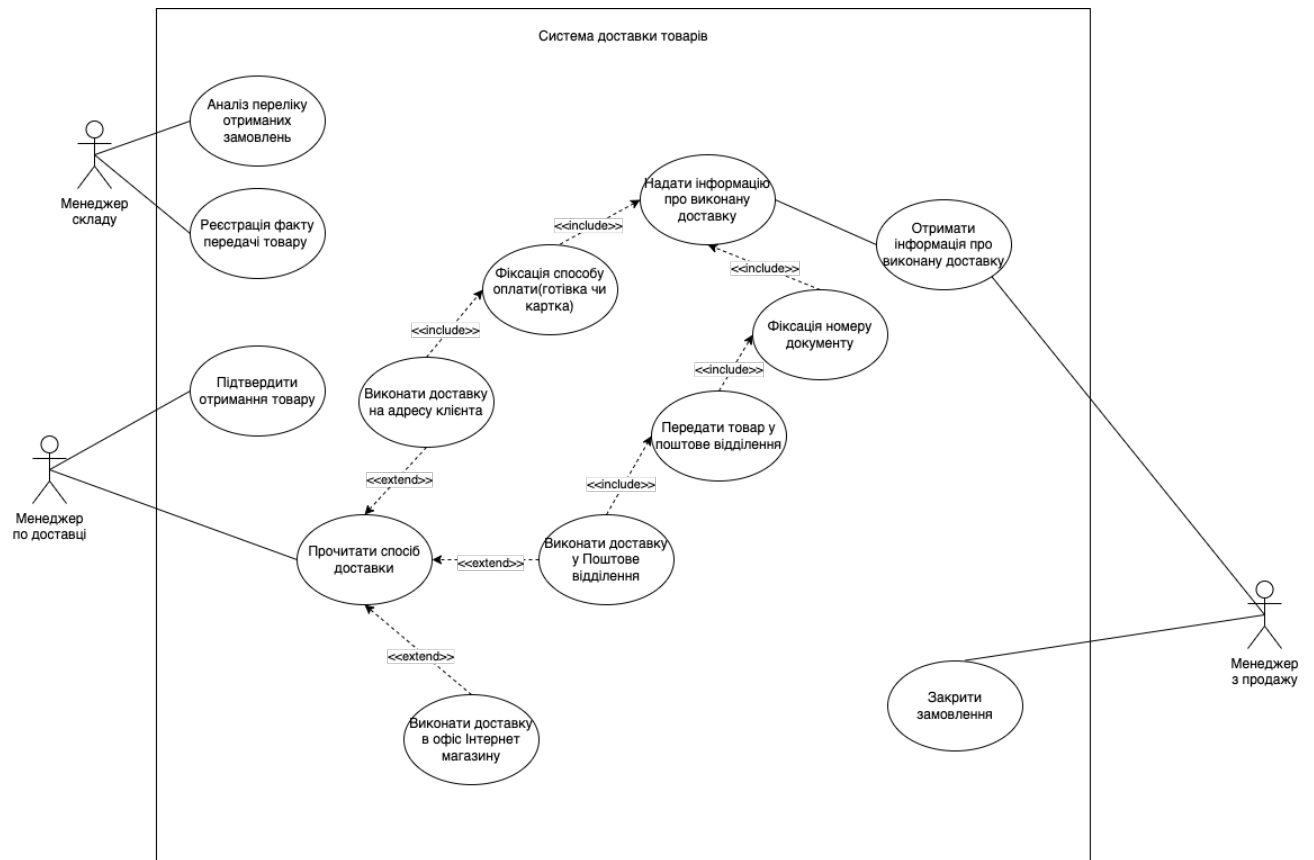 Система доставки товарів
Аналіз переліку
отриманих
замовлень
Менеджер
складу
Реєстрація факту
передачі товару
Надати інформацію
про виконану
доставку
<<include>>
Отримати
інформація про
виконану доставку
<<include>>
Фіксація способу
оплати(готівка чи
картка)
<<include>>
Фіксація номеру
документу
<<include>>
Підтвердити
отримання товару
Виконати доставку
на адресу клієнта
Передати товар у
поштове відділення
<<extend>>
<<include>>
Менеджер
по доставці
Прочитати спосіб
доставки
<<extend>>
Виконати доставку
у Поштове
відділення
<<extend>>
Менеджер
з продажу
Виконати доставку
в офіс Інтернет
магазину
Закрити
замовлення